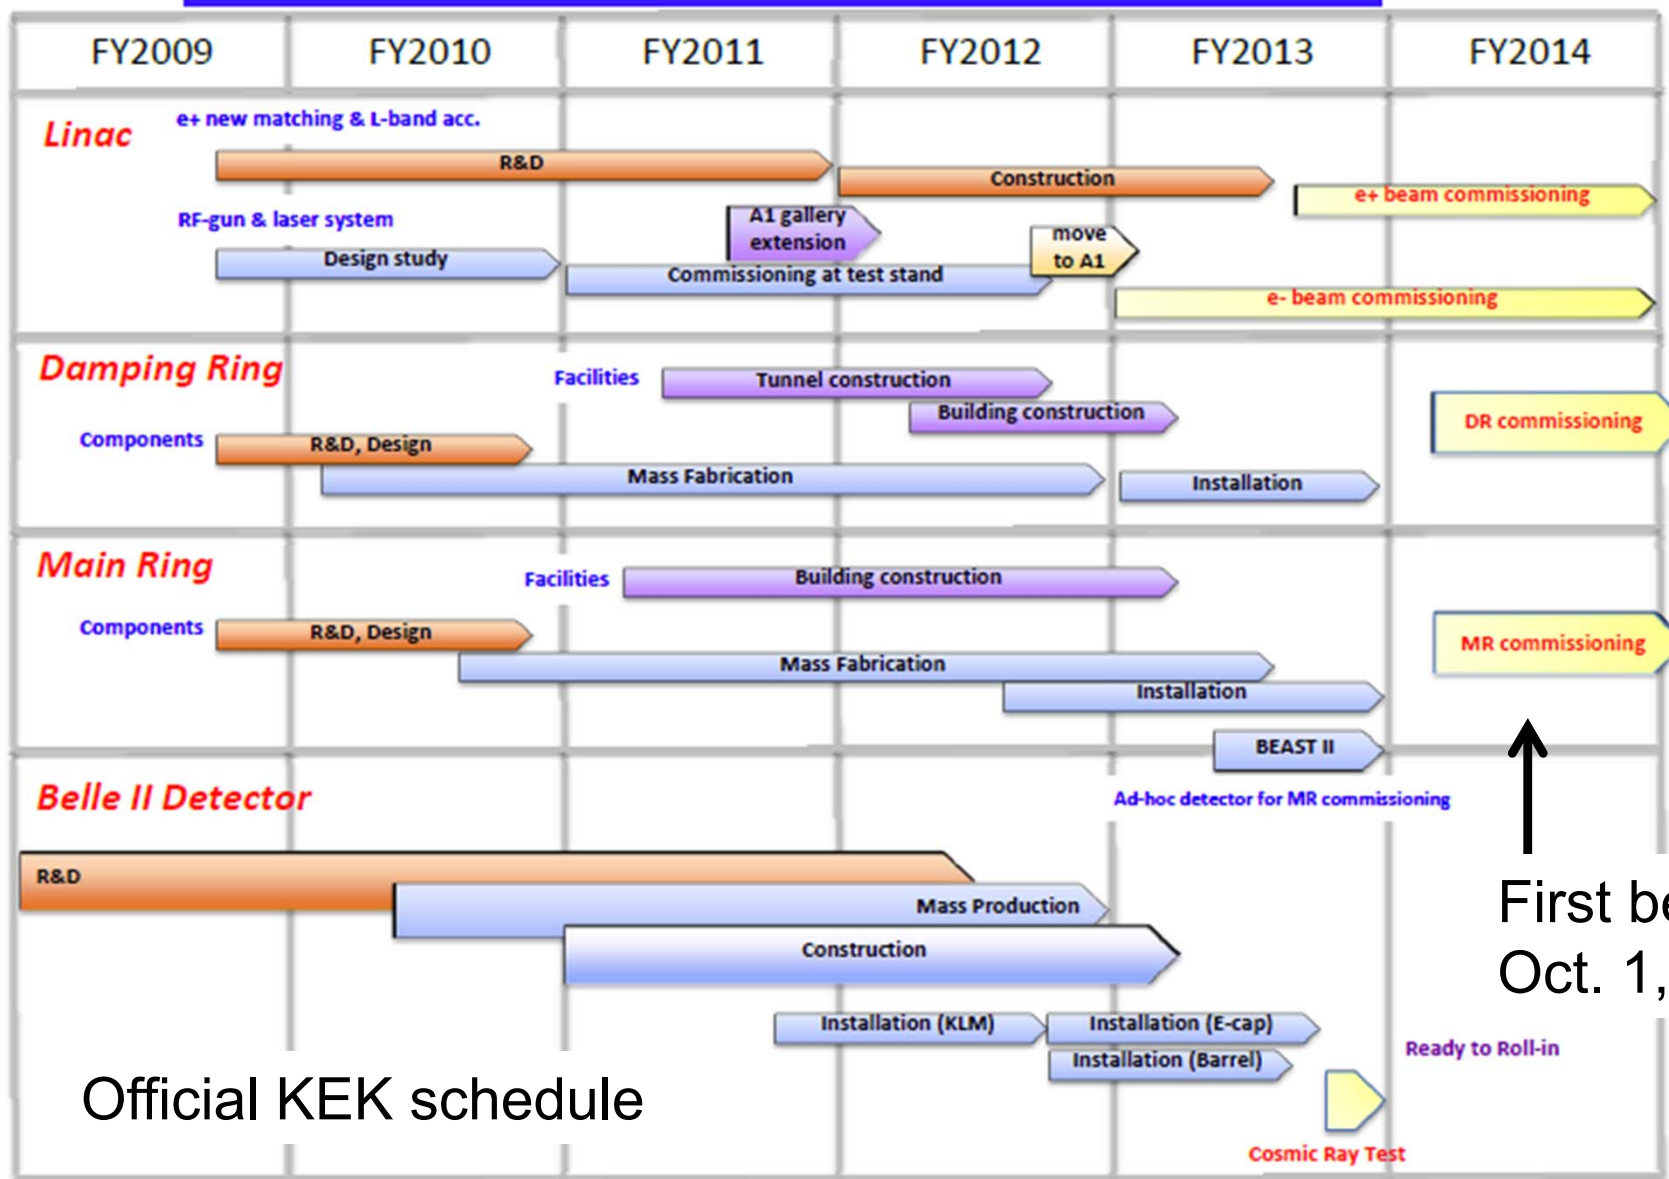 FY2009 FY2010 FY2011 FY2012 FY2013 FY2014
Linac
e+ new matching & L-band acc.
R&D
Construction
e+ beam commissioning
RF-gun & laser system
A1 gallery
extension
move
to A1
Design study
Commissioning at test stand
e- beam commissioning
Damping Ring
Facilities
Tunnel construction
Building construction
DR commissioning
Components
R&D, Design
Mass Fabrication
Installation
Main Ring
Facilities
Building construction
Components
R&D, Design
MR commissioning
Mass Fabrication
Installation
BEAST II
Belle II Detector
Ad-hoc detector for MR commissioning
R&D
Mass Production
Construction
First be
Oct. 1,
Installation (KLM)
Installation (E-cap)
Installation (Barrel)
Ready to Roll-in
Official KEK schedule
Cosmic Ray Test